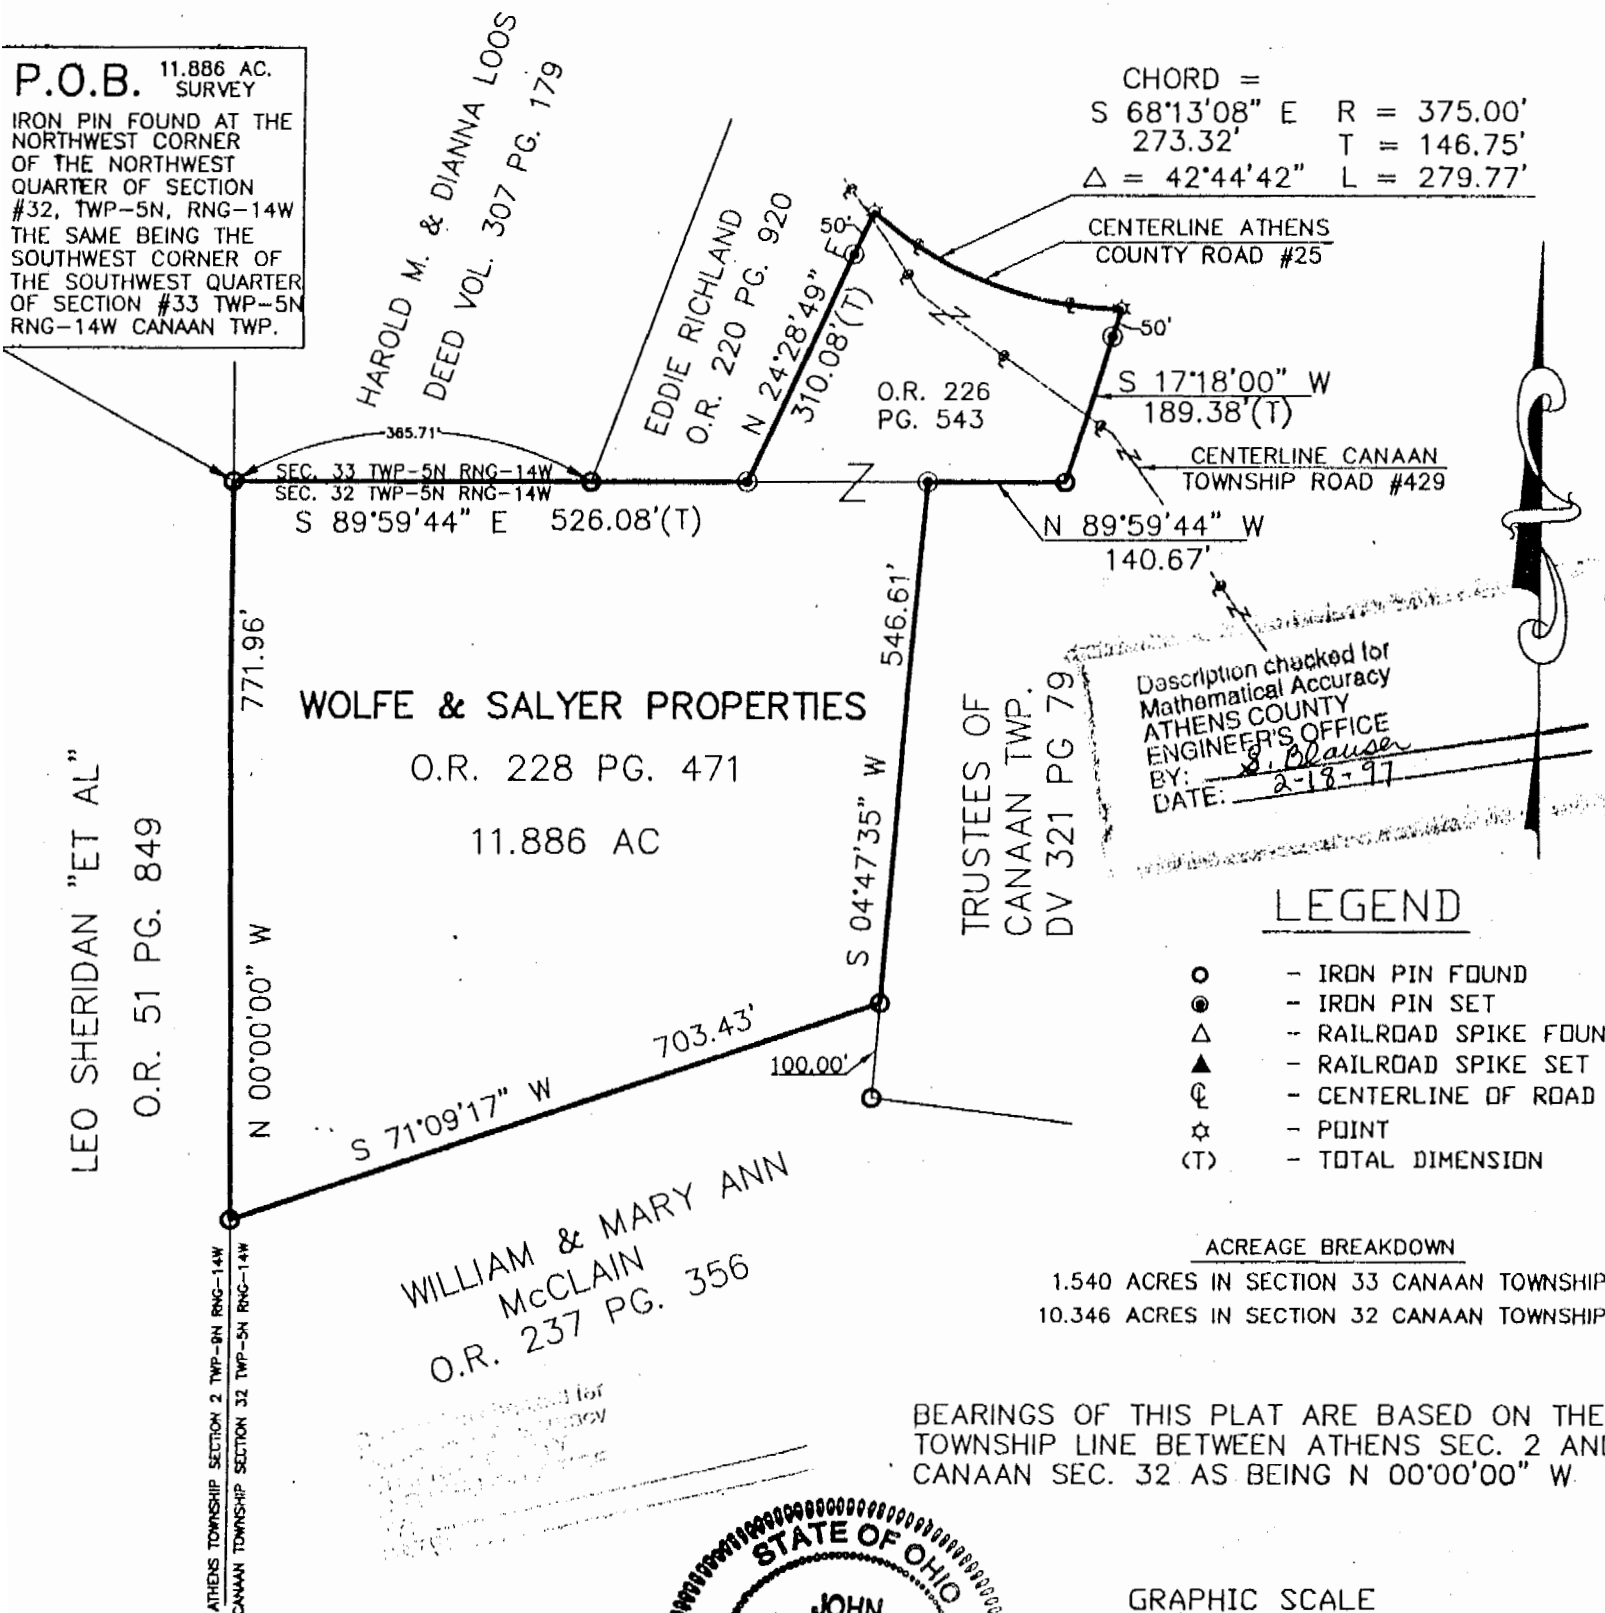 P.O.B. 11.886 AC.
SURVEY
IRON PIN FOUND AT THE
NORTHWEST CORNER
OF THE NORTHWEST
QUARTER OF SECTION
#32, TWP-5N, RNG-14W
THE SAME BEING THE
SOUTHWEST CORNER OF
THE SOUTHWEST QUARTER
OF SECTION #33 TWP-5N
RNG-14W CANAAN TWP.
HAROLD M. & DIANNA LOOS
DEED VOL. 307 PG. 179
EDDIE RICHLAND
O.R. 220 PG. 920
CHORD =
S 68°13'08" E R = 375.00'
273.32' T = 146.75'
Δ = 42°44'42" L = 279.77'
CENTERLINE ATHENS
COUNTY ROAD #25
50'
N 24°28'49" E
310.08'(T)
50'
O.R. 226
PG. 543
S 17°18'00" W
189.38'(T)
CENTERLINE CANAAN
TOWNSHIP ROAD #429
365.71'
SEC. 33 TWP-5N RNG-14W
SEC. 32 TWP-5N RNG-14W
S 89°59'44" E 526.08'(T)
N 89°59'44" W
140.67'
771.96'
N 00°00'00" W
546.61'
S 04°47'35" W
WOLFE & SALYER PROPERTIES
O.R. 228 PG. 471
11.886 AC
LEO SHERIDAN "ET AL"
O.R. 51 PG. 849
TRUSTEES OF
CANAAN TWP.
DV 321 PG 79
Description checked for
Mathematical Accuracy
ATHENS COUNTY
ENGINEER'S OFFICE
BY: S. Blauser
DATE: 2-18-97
LEGEND
- IRON PIN FOUND
- IRON PIN SET
- RAILROAD SPIKE FOUN
- RAILROAD SPIKE SET
- CENTERLINE OF ROAD
- POINT
(T) - TOTAL DIMENSION
703.43'
S 71°09'17" W
100.00'
WILLIAM & MARY ANN
McCLAIN
O.R. 237 PG. 356
ACREAGE BREAKDOWN
1.540 ACRES IN SECTION 33 CANAAN TOWNSHIP
10.346 ACRES IN SECTION 32 CANAAN TOWNSHIP
ATHENS TOWNSHIP SECTION 2 TWP-9N RNG-14W
CANAAN TOWNSHIP SECTION 32 TWP-5N RNG-14W
BEARINGS OF THIS PLAT ARE BASED ON THE
TOWNSHIP LINE BETWEEN ATHENS SEC. 2 AND
CANAAN SEC. 32 AS BEING N 00°00'00" W
STATE OF OHIO
JOHN
GRAPHIC SCALE